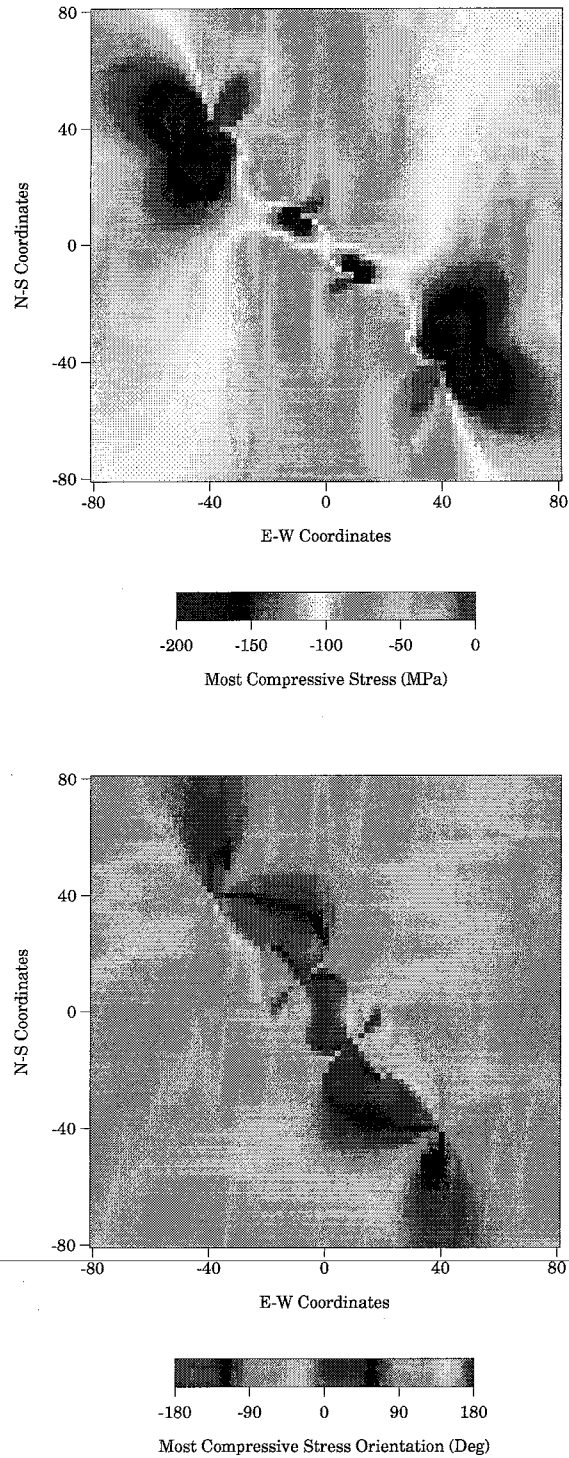 80
40
0
-40
-80
N-S Coordinates
-80 -40 0 40 80
E-W Coordinates
-200 -150 -100 -50 0
Most Compressive Stress (MPa)
80
40
0
-40
-80
N-S Coordinates
-80 -40 0 40 80
E-W Coordinates
-180 -90 0 90 180
Most Compressive Stress Orientation (Deg)